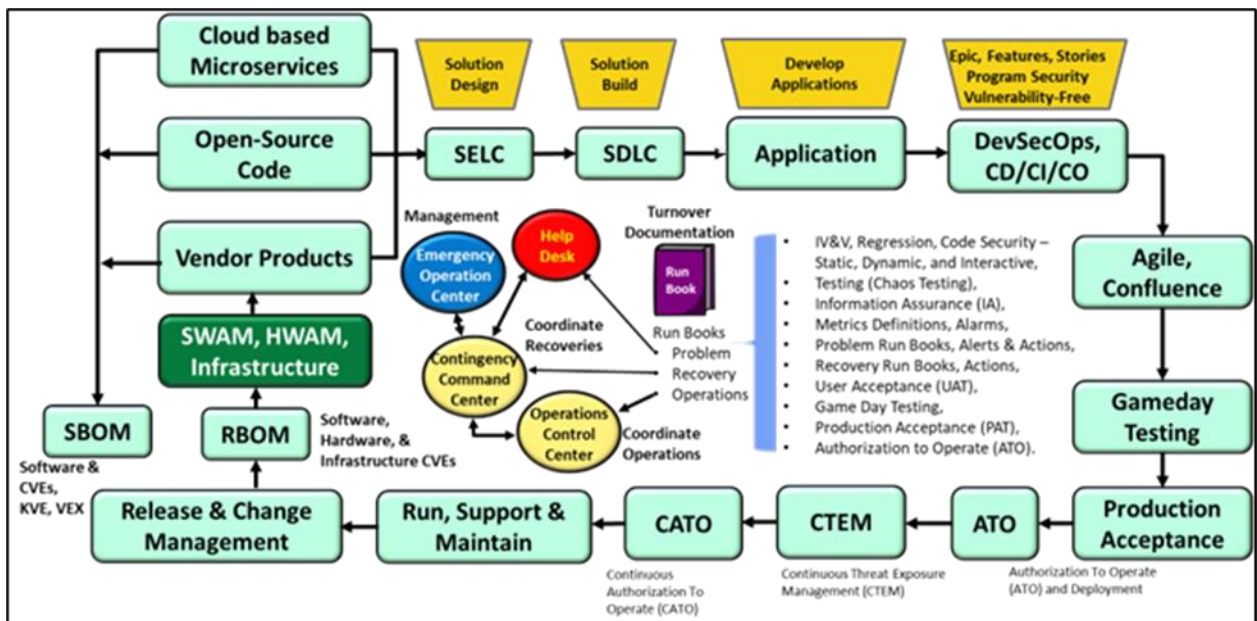 Cloud based
Microservices
Open-Source
Code
Vendor Products
SWAM, HWAM,
Infrastructure
SBOM
Software &
CVEs,
KVE, VEX
RBOM
Software,
Hardware, &
Infrastructure CVEs
Solution
Design
SELC
Solution
Build
SDLC
Develop
Applications
Application
Epic, Features, Stories
Program Security
Vulnerability-Free
DevSecOps,
CD/CI/CO
Agile,
Confluence
Gameday
Testing
Production
Acceptance
Management
Emergency
Operation
Center
Help
Desk
Coordinate
Recoveries
Contingency
Command
Center
Operations
Control
Center
Coordinate
Operations
Turnover
Documentation
Run
Book
Run Books
• Problem
• Recovery
• Operations
• IV&V, Regression, Code Security –
Static, Dynamic, and Interactive,
• Testing (Chaos Testing),
• Information Assurance (IA),
• Metrics Definitions, Alarms,
• Problem Run Books, Alerts & Actions,
• Recovery Run Books, Actions,
• User Acceptance (UAT),
• Game Day Testing,
• Production Acceptance (PAT),
• Authorization to Operate (ATO).
ATO
Authorization To Operate
(ATO) and Deployment
CTEM
Continuous Threat Exposure
Management (CTEM)
CATO
Continuous
Authorization To
Operate (CATO)
Run, Support &
Maintain
Release & Change
Management